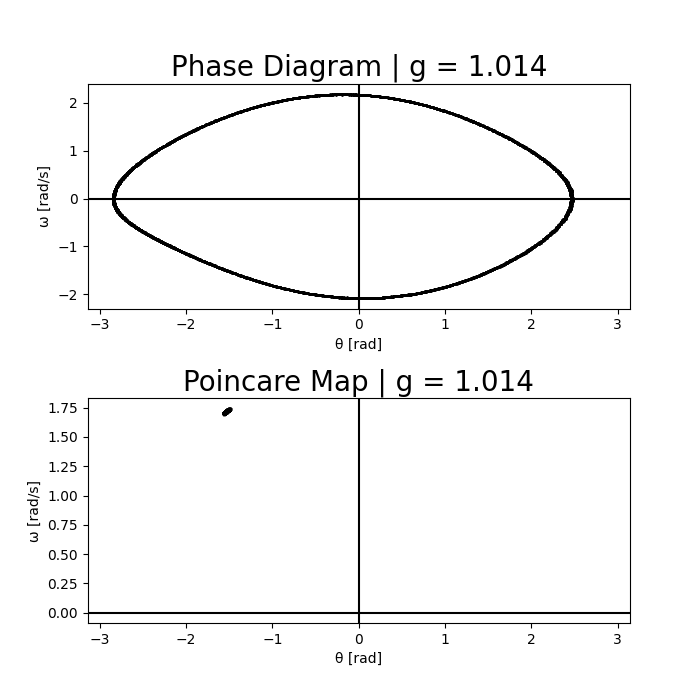 Phase Diagram | g = 1.014
2
1
0
−1
−2
ω [rad/s]
−3 −2 −1 0 1 2 3
θ [rad]
Poincare Map | g = 1.014
1.75
1.50
1.25
1.00
0.75
0.50
0.25
0.00
ω [rad/s]
−3 −2 −1 0 1 2 3
θ [rad]